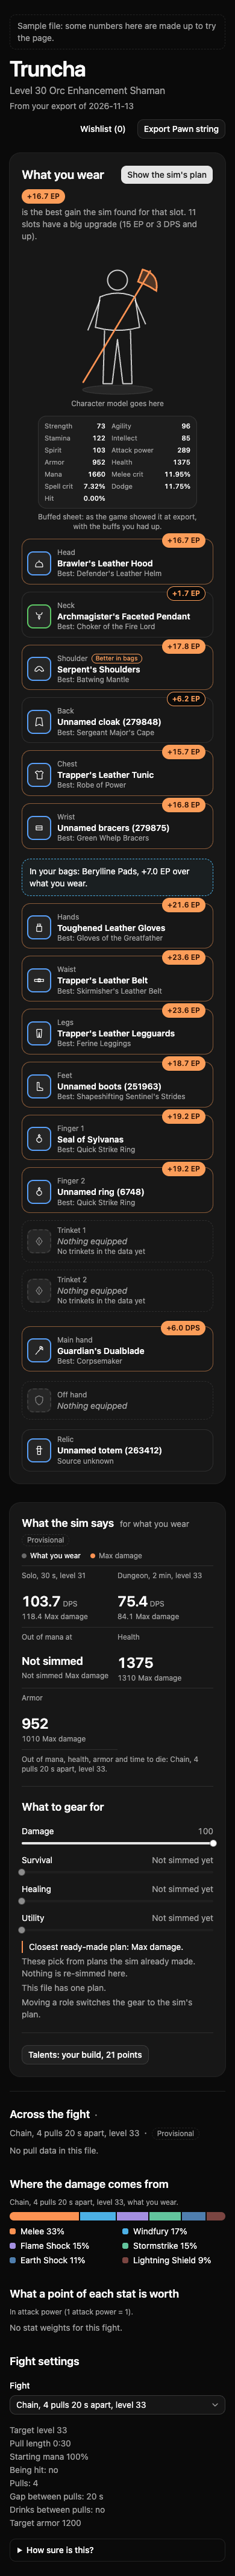 Sample file: some numbers here are made up to try
the page.
Truncha
Level 30 Orc Enhancement Shaman
From your export of 2026-11-13
Wishlist (0)
Export Pawn string
What you wear
Show the sim's plan
+16.7 EP
is the best gain the sim found for that slot. 11
slots have a big upgrade (15 EP or 3 DPS and
up).
Character model goes here
Strength 73 Agility 96
Stamina 122 Intellect 85
Spirit 103 Attack power 289
Armor 952 Health 1375
Mana 1660 Melee crit 11.95%
Spell crit 7.32% Dodge 11.75%
Hit 0.00%
Buffed sheet: as the game showed it at export,
with the buffs you had up.
+16.7 EP
Head
Brawler's Leather Hood
Best: Defender's Leather Helm
+1.7 EP
Neck
Archmagister's Faceted Pendant
Best: Choker of the Fire Lord
+17.8 EP
Shoulder Better in bags
Serpent's Shoulders
Best: Batwing Mantle
+6.2 EP
Back
Unnamed cloak (279848)
Best: Sergeant Major's Cape
+15.7 EP
Chest
Trapper's Leather Tunic
Best: Robe of Power
+16.8 EP
Wrist
Unnamed bracers (279875)
Best: Green Whelp Bracers
In your bags: Berylline Pads, +7.0 EP over
what you wear.
+21.6 EP
Hands
Toughened Leather Gloves
Best: Gloves of the Greatfather
+23.6 EP
Waist
Trapper's Leather Belt
Best: Skirmisher's Leather Belt
+23.6 EP
Legs
Trapper's Leather Legguards
Best: Ferine Leggings
+18.7 EP
Feet
Unnamed boots (251963)
Best: Shapeshifting Sentinel's Strides
+19.2 EP
Finger 1
Seal of Sylvanas
Best: Quick Strike Ring
+19.2 EP
Finger 2
Unnamed ring (6748)
Best: Quick Strike Ring
Trinket 1
Nothing equipped
No trinkets in the data yet
Trinket 2
Nothing equipped
No trinkets in the data yet
+6.0 DPS
Main hand
Guardian's Dualblade
Best: Corpsemaker
Off hand
Nothing equipped
Relic
Unnamed totem (263412)
Source unknown
What the sim says for what you wear
Provisional
What you wear Max damage
Solo, 30 s, level 31
103.7 DPS
118.4 Max damage
Dungeon, 2 min, level 33
75.4 DPS
84.1 Max damage
Out of mana at
Not simmed
Not simmed Max damage
Health
1375
1310 Max damage
Armor
952
1010 Max damage
Out of mana, health, armor and time to die: Chain, 4
pulls 20 s apart, level 33.
What to gear for
Damage 100
Survival Not simmed yet
Healing Not simmed yet
Utility Not simmed yet
Closest ready-made plan: Max damage.
These pick from plans the sim already made.
Nothing is re-simmed here.
This file has one plan.
Moving a role switches the gear to the sim's
plan.
Talents: your build, 21 points
Across the fight ·
Chain, 4 pulls 20 s apart, level 33 · Provisional
No pull data in this file.
Where the damage comes from
Chain, 4 pulls 20 s apart, level 33, what you wear.
Melee 33% Windfury 17%
Flame Shock 15% Stormstrike 15%
Earth Shock 11% Lightning Shield 9%
What a point of each stat is worth
In attack power (1 attack power = 1).
No stat weights for this fight.
Fight settings
Fight
Chain, 4 pulls 20 s apart, level 33
Target level 33
Pull length 0:30
Starting mana 100%
Being hit: no
Pulls: 4
Gap between pulls: 20 s
Drinks between pulls: no
Target armor 1200
How sure is this?